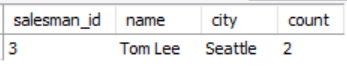 salesman_id name city count
3 Tom Lee Seattle 2